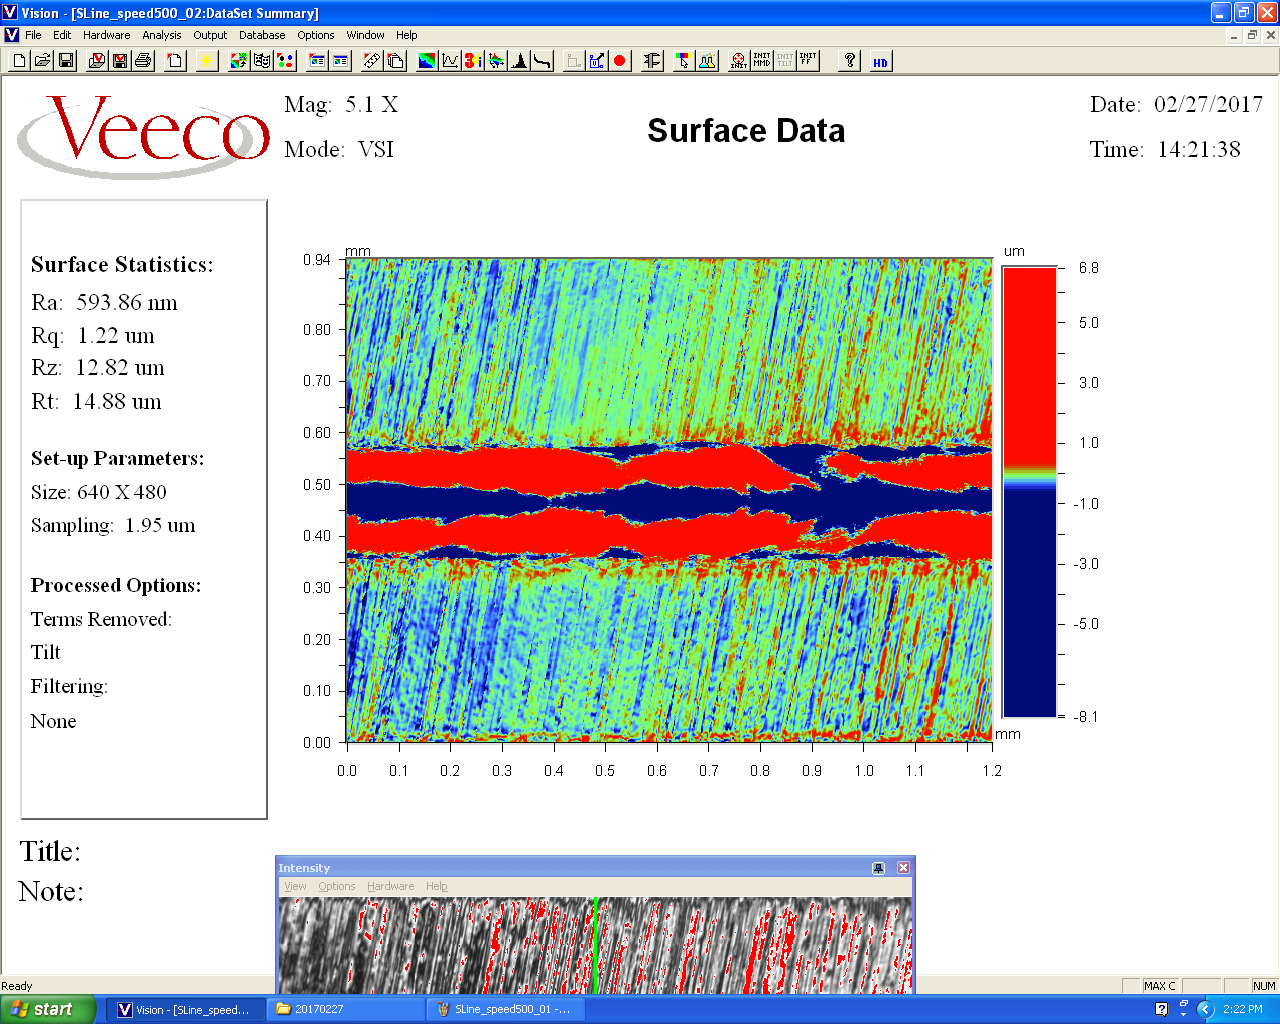 Vision - [SLine_speed500_02:DataSet Summary]
File Edit Hardware Analysis Output Database Options Window Help
INIT INIT MMD INIT TILT INIT FF ? HD
Veeco
Mag: 5.1 X
Mode: VSI
Surface Data
Date: 02/27/2017
Time: 14:21:38
Surface Statistics:
Ra: 593.86 nm
Rq: 1.22 um
Rz: 12.82 um
Rt: 14.88 um
Set-up Parameters:
Size: 640 X 480
Sampling: 1.95 um
Processed Options:
Terms Removed:
Tilt
Filtering:
None
mm
0.94
0.80
0.70
0.60
0.50
0.40
0.30
0.20
0.10
0.00
0.0 0.1 0.2 0.3 0.4 0.5 0.6 0.7 0.8 0.9 1.0 1.1 1.2
mm
um
6.8
5.0
3.0
1.0
-1.0
-3.0
-5.0
-8.1
Title:
Note:
Intensity
View Options Hardware Help
Ready
MAX C
NUM
start
Vision - [SLine_speed...
20170227
SLine_speed500_01 -...
2:22 PM